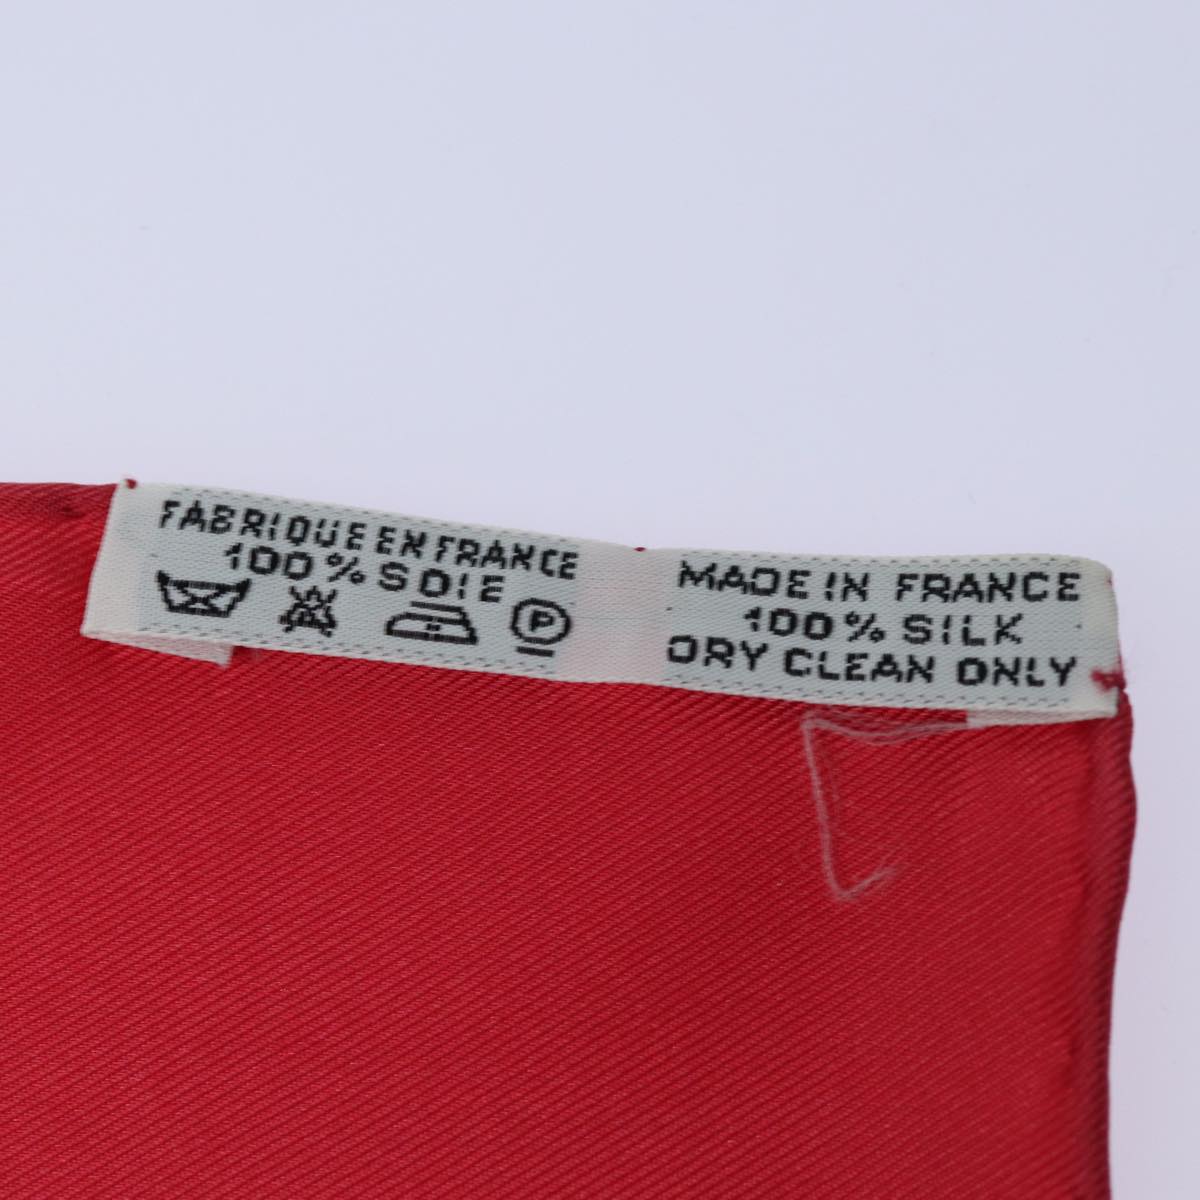 FABRIQUE EN FRANCE
100% SOIE
P
MADE IN FRANCE
100% SILK
DRY CLEAN ONLY